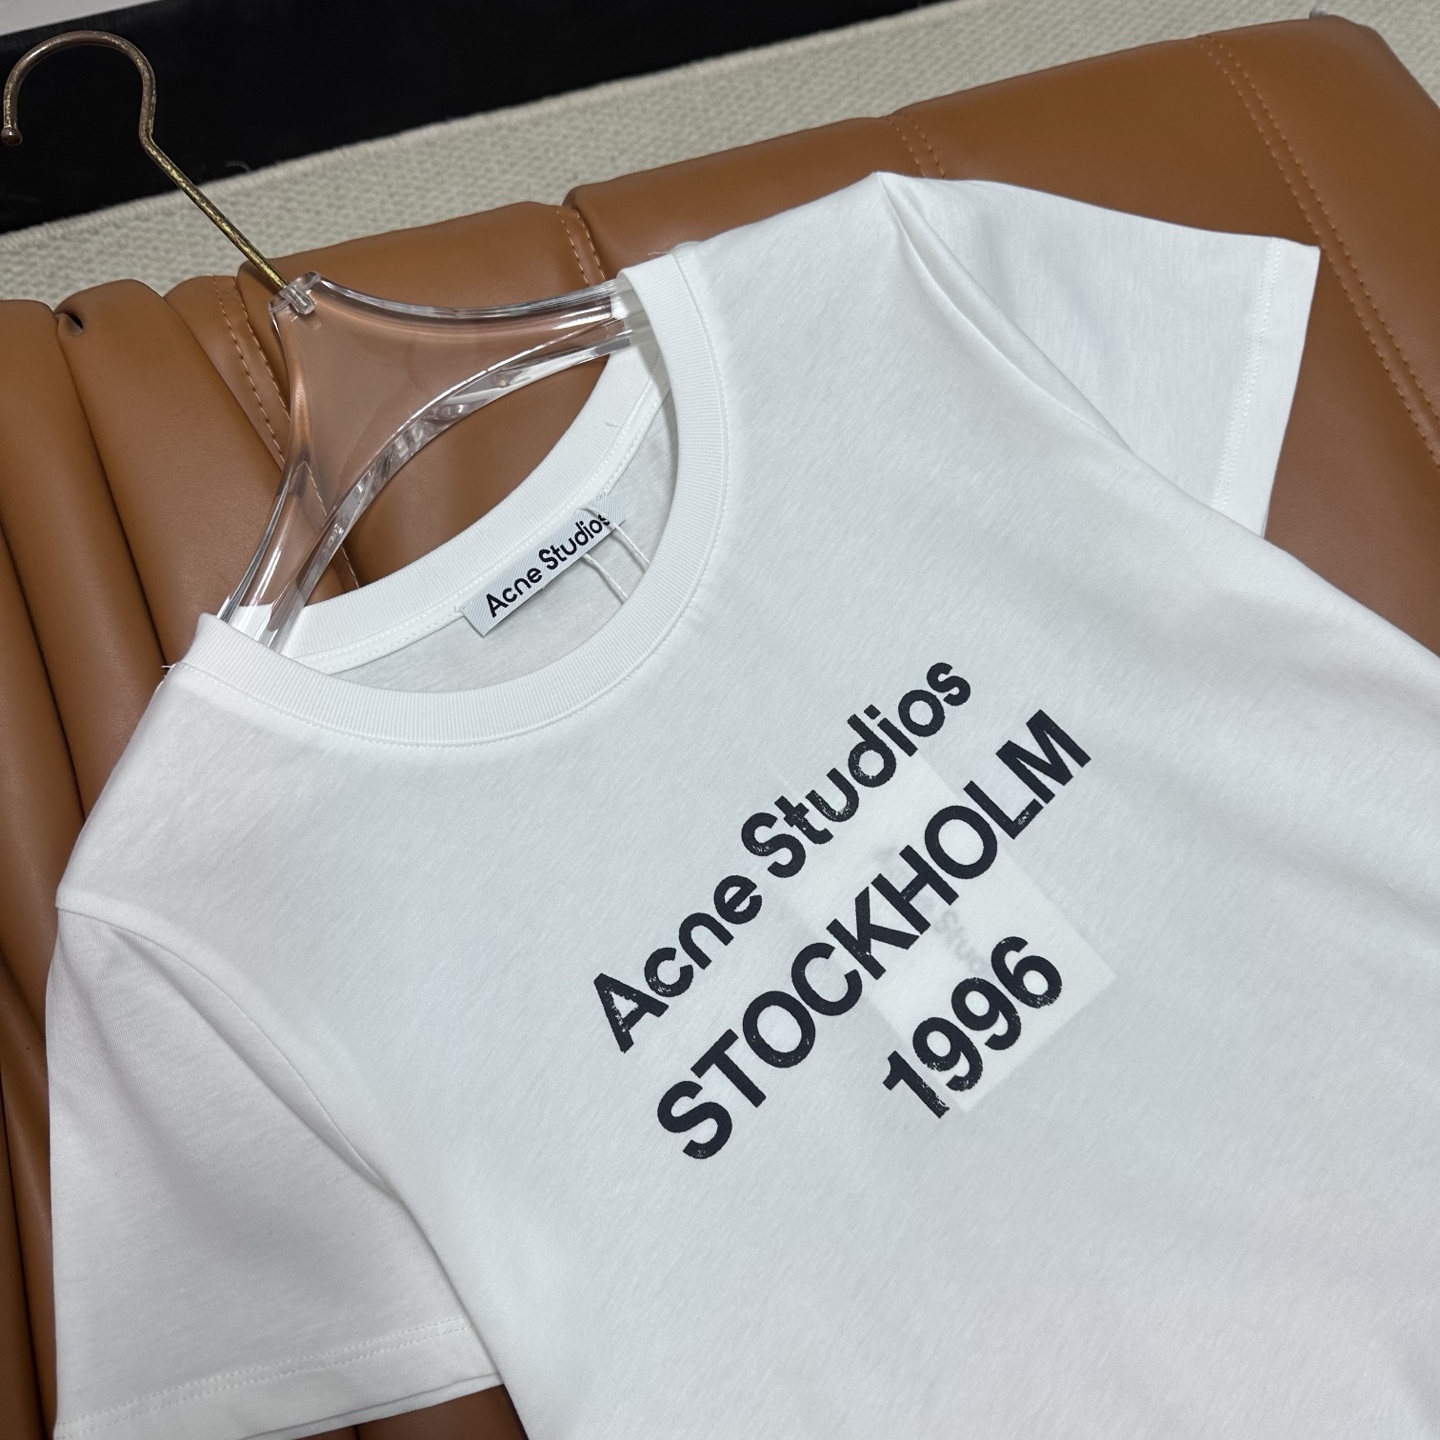 Acne Studios
Acne Studios
STOCKHOLM
1996